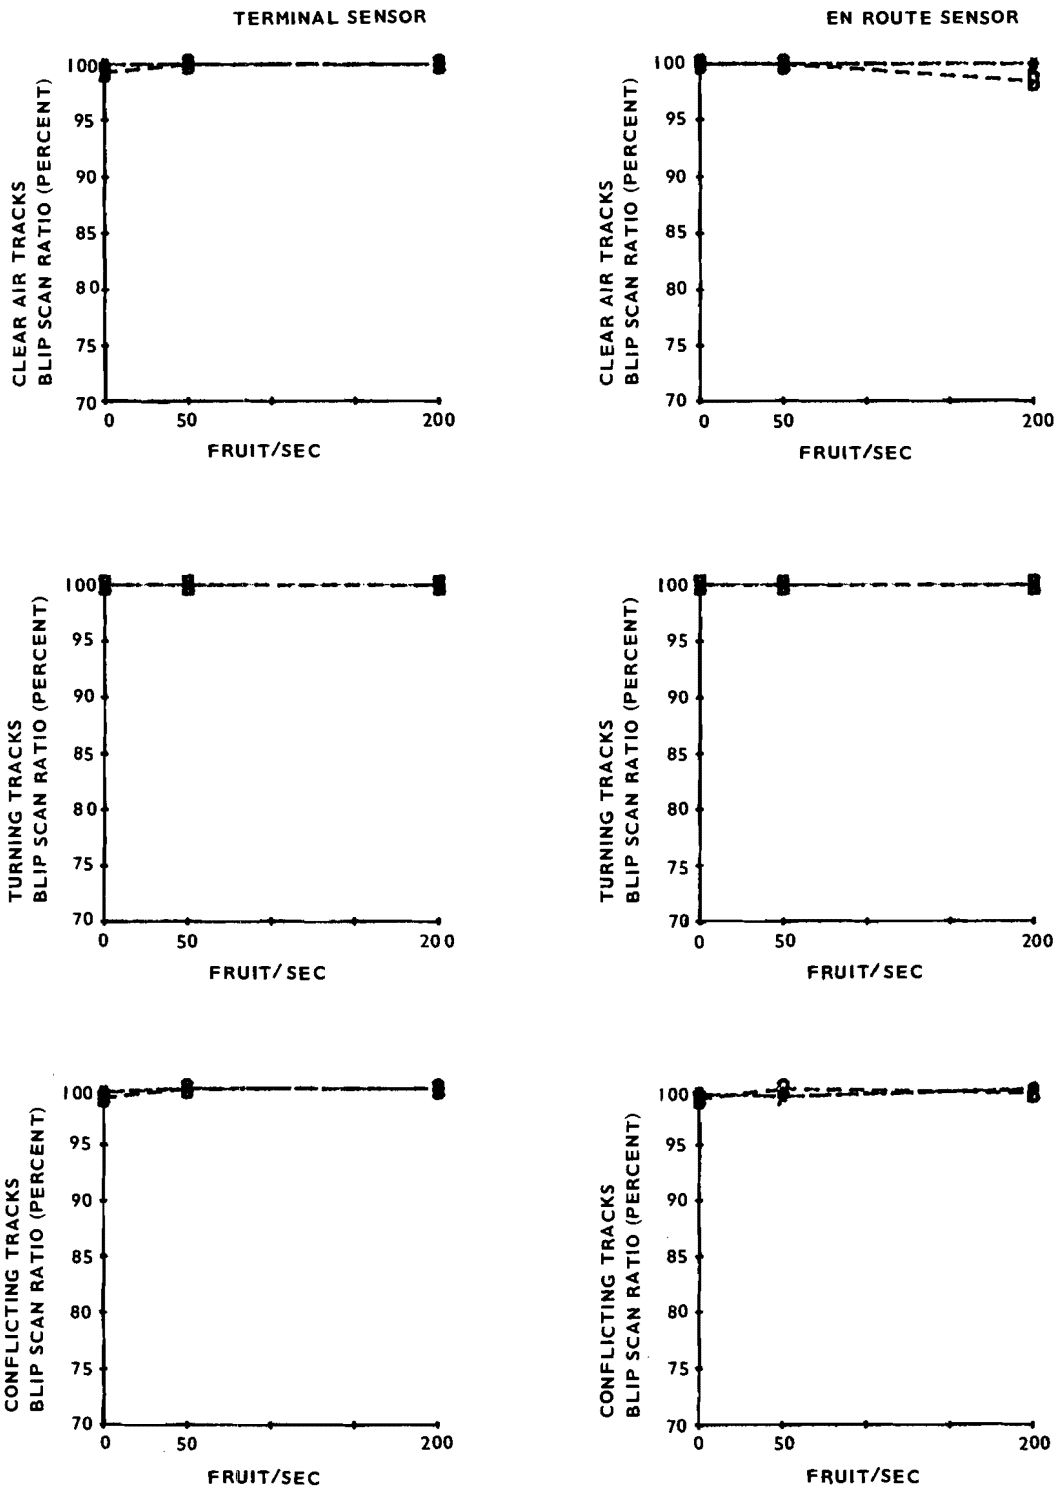 TERMINAL SENSOR
EN ROUTE SENSOR
CLEAR AIR TRACKS
BLIP SCAN RATIO (PERCENT)
100
95
90
85
80
75
70
0 50 200
FRUIT/SEC
CLEAR AIR TRACKS
BLIP SCAN RATIO (PERCENT)
100
95
90
85
80
75
70
0 50 200
FRUIT/SEC
TURNING TRACKS
BLIP SCAN RATIO (PERCENT)
100
95
90
85
80
75
70
0 50 200
FRUIT/SEC
TURNING TRACKS
BLIP SCAN RATIO (PERCENT)
100
95
90
85
80
75
70
0 50 200
FRUIT/SEC
CONFLICTING TRACKS
BLIP SCAN RATIO (PERCENT)
100
95
90
85
80
75
70
0 50 200
FRUIT/SEC
CONFLICTING TRACKS
BLIP SCAN RATIO (PERCENT)
100
95
90
85
80
75
70
0 50 200
FRUIT/SEC